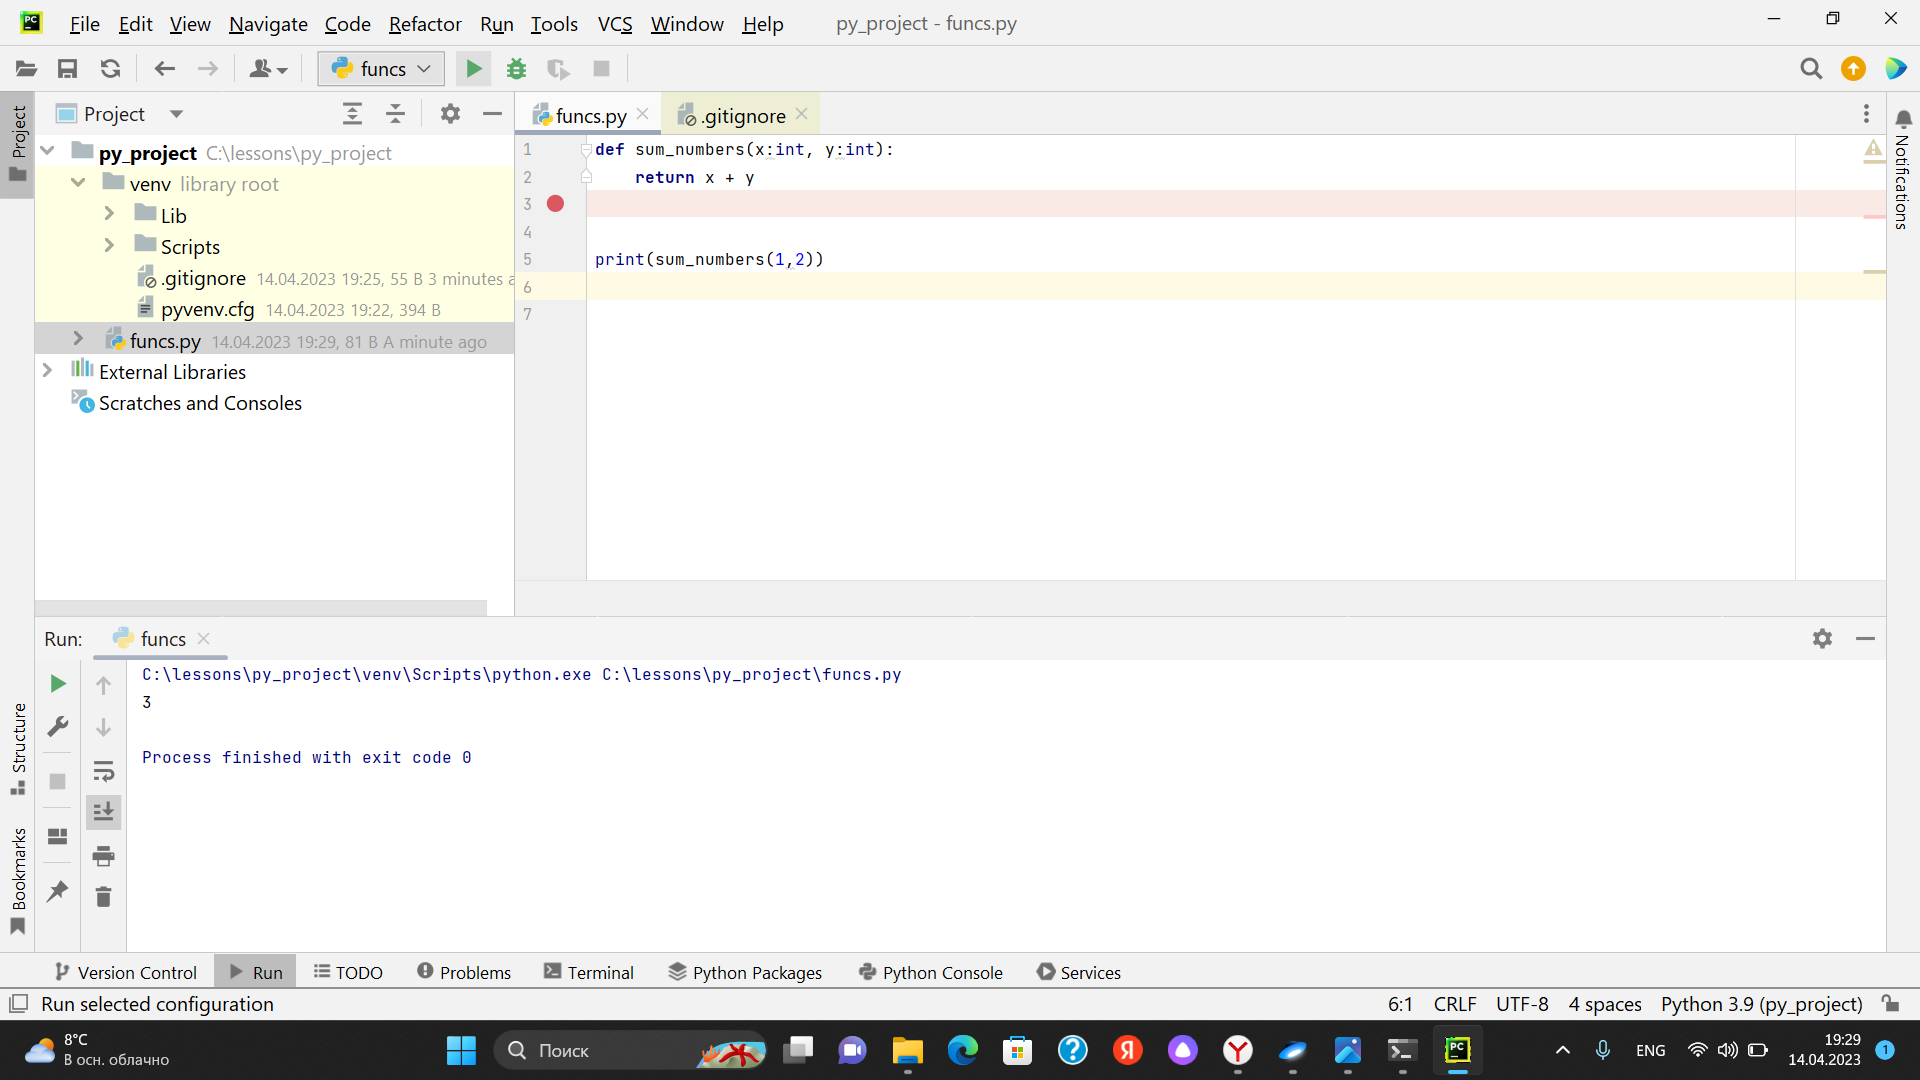 File Edit View Navigate Code Refactor Run Tools VCS Window Help py_project - funcs.py
funcs
Project
funcs.py .gitignore
py_project C:\lessons\py_project
venv library root
Lib
Scripts
.gitignore 14.04.2023 19:25, 55 B 3 minutes a
pyvenv.cfg 14.04.2023 19:22, 394 B
funcs.py 14.04.2023 19:29, 81 B A minute ago
External Libraries
Scratches and Consoles
1 def sum_numbers(x:int, y:int):
2 return x + y
3
4
5 print(sum_numbers(1,2))
6
7
Project
Notifications
Structure
Bookmarks
Run: funcs
C:\lessons\py_project\venv\Scripts\python.exe C:\lessons\py_project\funcs.py
3
Process finished with exit code 0
Version Control Run TODO Problems Terminal Python Packages Python Console Services
Run selected configuration 6:1 CRLF UTF-8 4 spaces Python 3.9 (py_project)
8°C
В осн. облачно
Поиск
ENG
19:29
14.04.2023
1